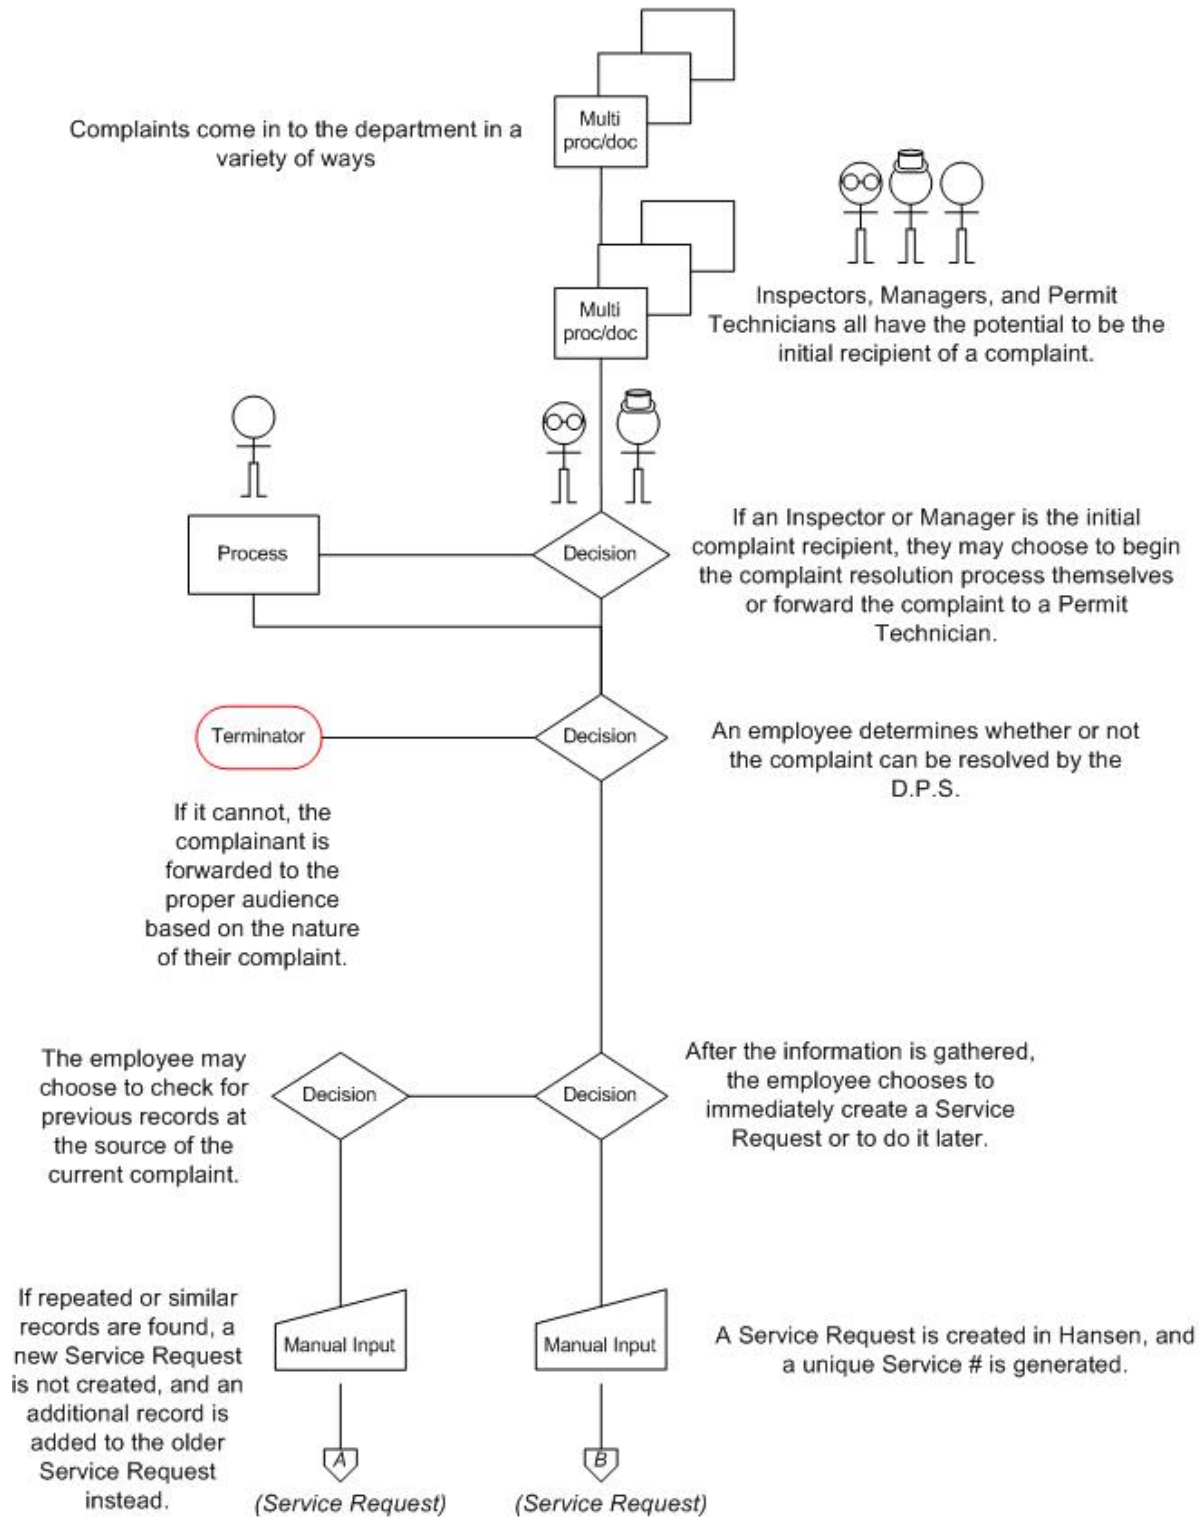 Multi
proc/doc
Complaints come in to the department in a
variety of ways
Multi
proc/doc
Inspectors, Managers, and Permit
Technicians all have the potential to be the
initial recipient of a complaint.
Process
Decision
If an Inspector or Manager is the initial
complaint recipient, they may choose to begin
the complaint resolution process themselves
or forward the complaint to a Permit
Technician.
Terminator
Decision
An employee determines whether or not
the complaint can be resolved by the
D.P.S.
If it cannot, the
complainant is
forwarded to the
proper audience
based on the nature
of their complaint.
The employee may
choose to check for
previous records at
the source of the
current complaint.
Decision
Decision
After the information is gathered,
the employee chooses to
immediately create a Service
Request or to do it later.
If repeated or similar
records are found, a
new Service Request
is not created, and an
additional record is
added to the older
Service Request
instead.
Manual Input
Manual Input
A Service Request is created in Hansen, and
a unique Service # is generated.
A
(Service Request)
B
(Service Request)